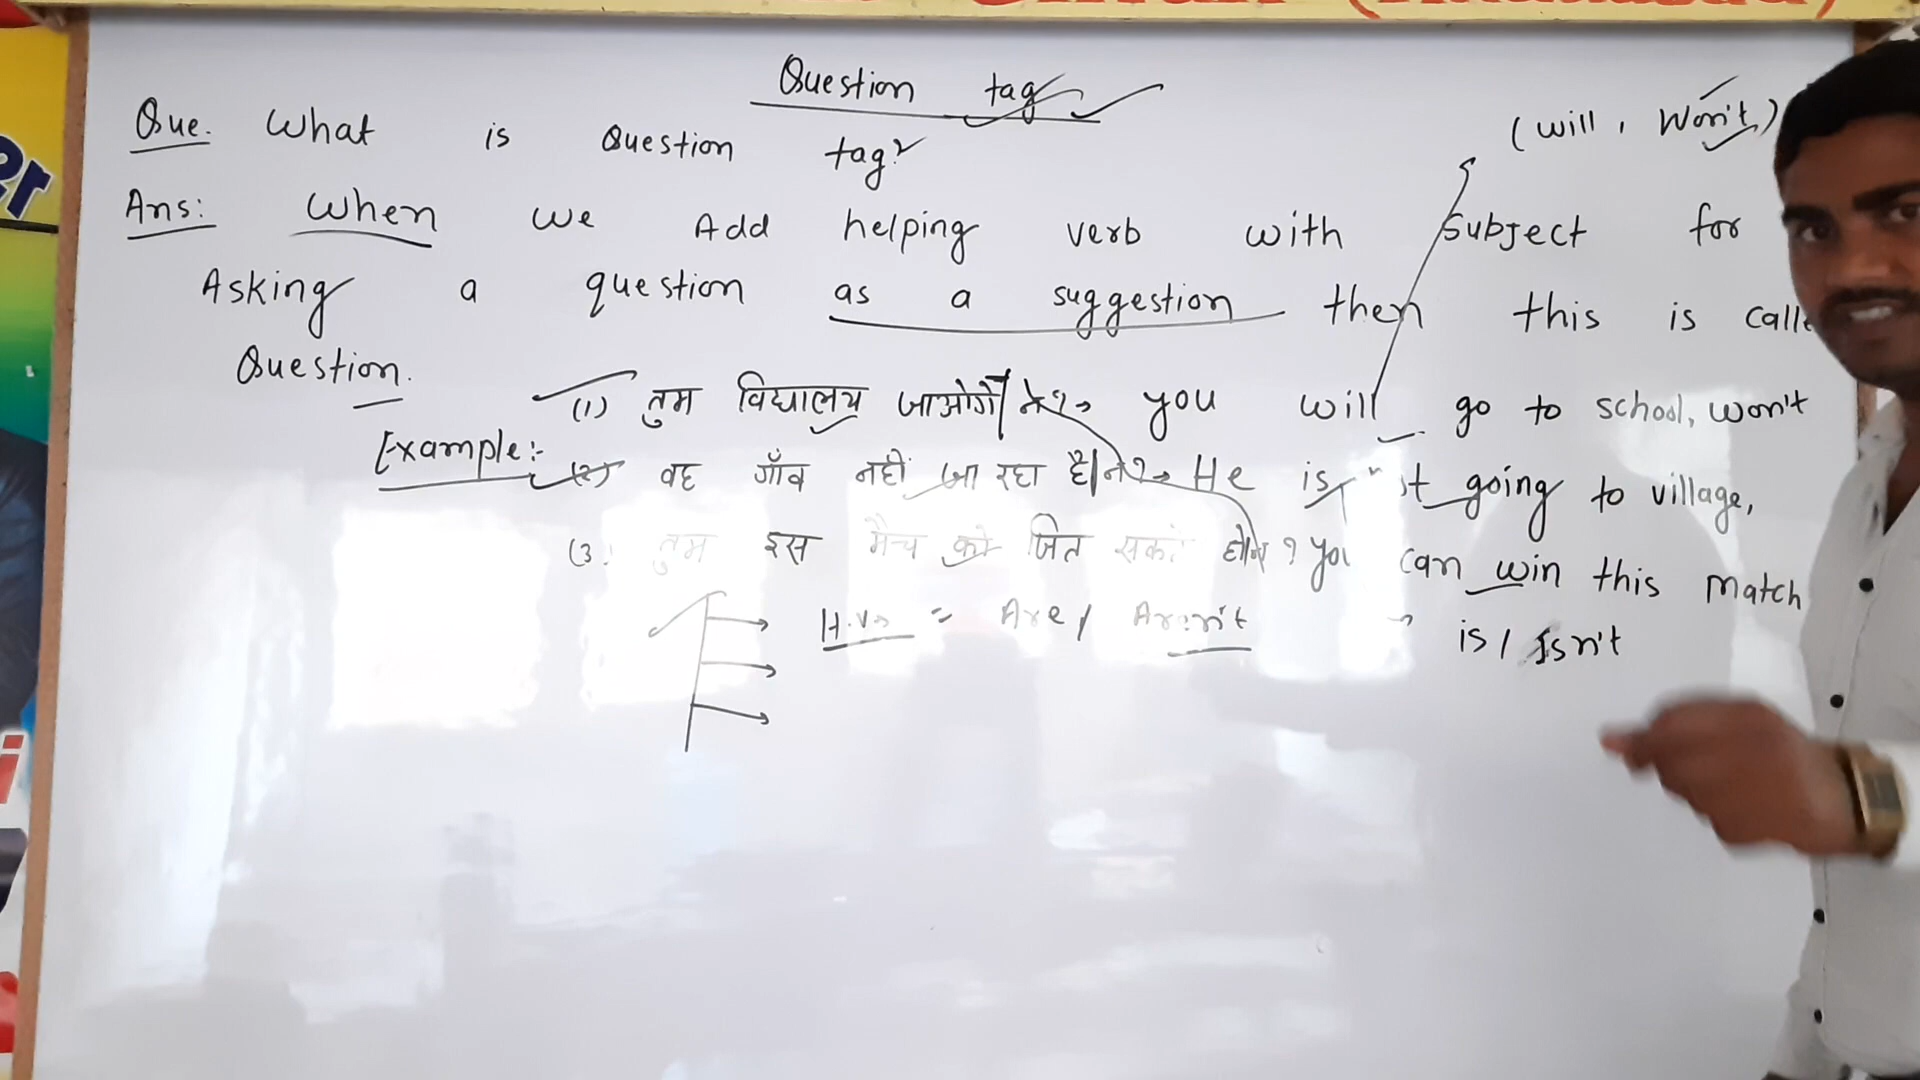 Question tag
(will, Won't)
Que. What is Question tag?
Ans: When we Add helping verb with subject for
Asking a question as a suggestion then this is calle
Question.
Example:-
(1) तुम विद्यालय जाओगे न? → you will go to school, won't
(2) वह गाँव नहीं जा रहा है न? → He is going to village,
(3) तुम इस मैच को जित सकते हो न? you can win this match
H.V → = Are / Aren't → is / Isn't